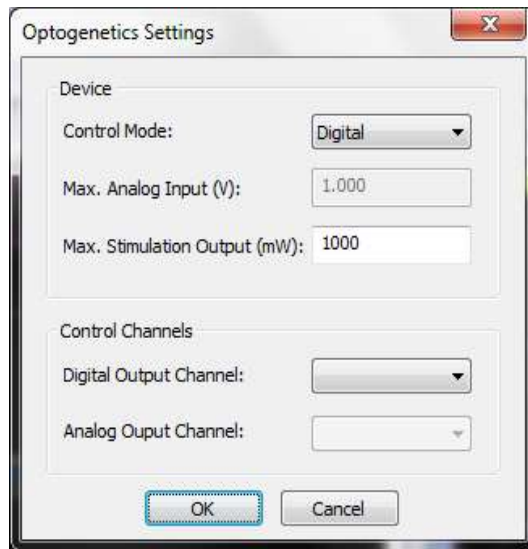 Optogenetics Settings
Device
Control Mode: Digital
Max. Analog Input (V): 1.000
Max. Stimulation Output (mW): 1000
Control Channels
Digital Output Channel:
Analog Ouput Channel:
OK Cancel